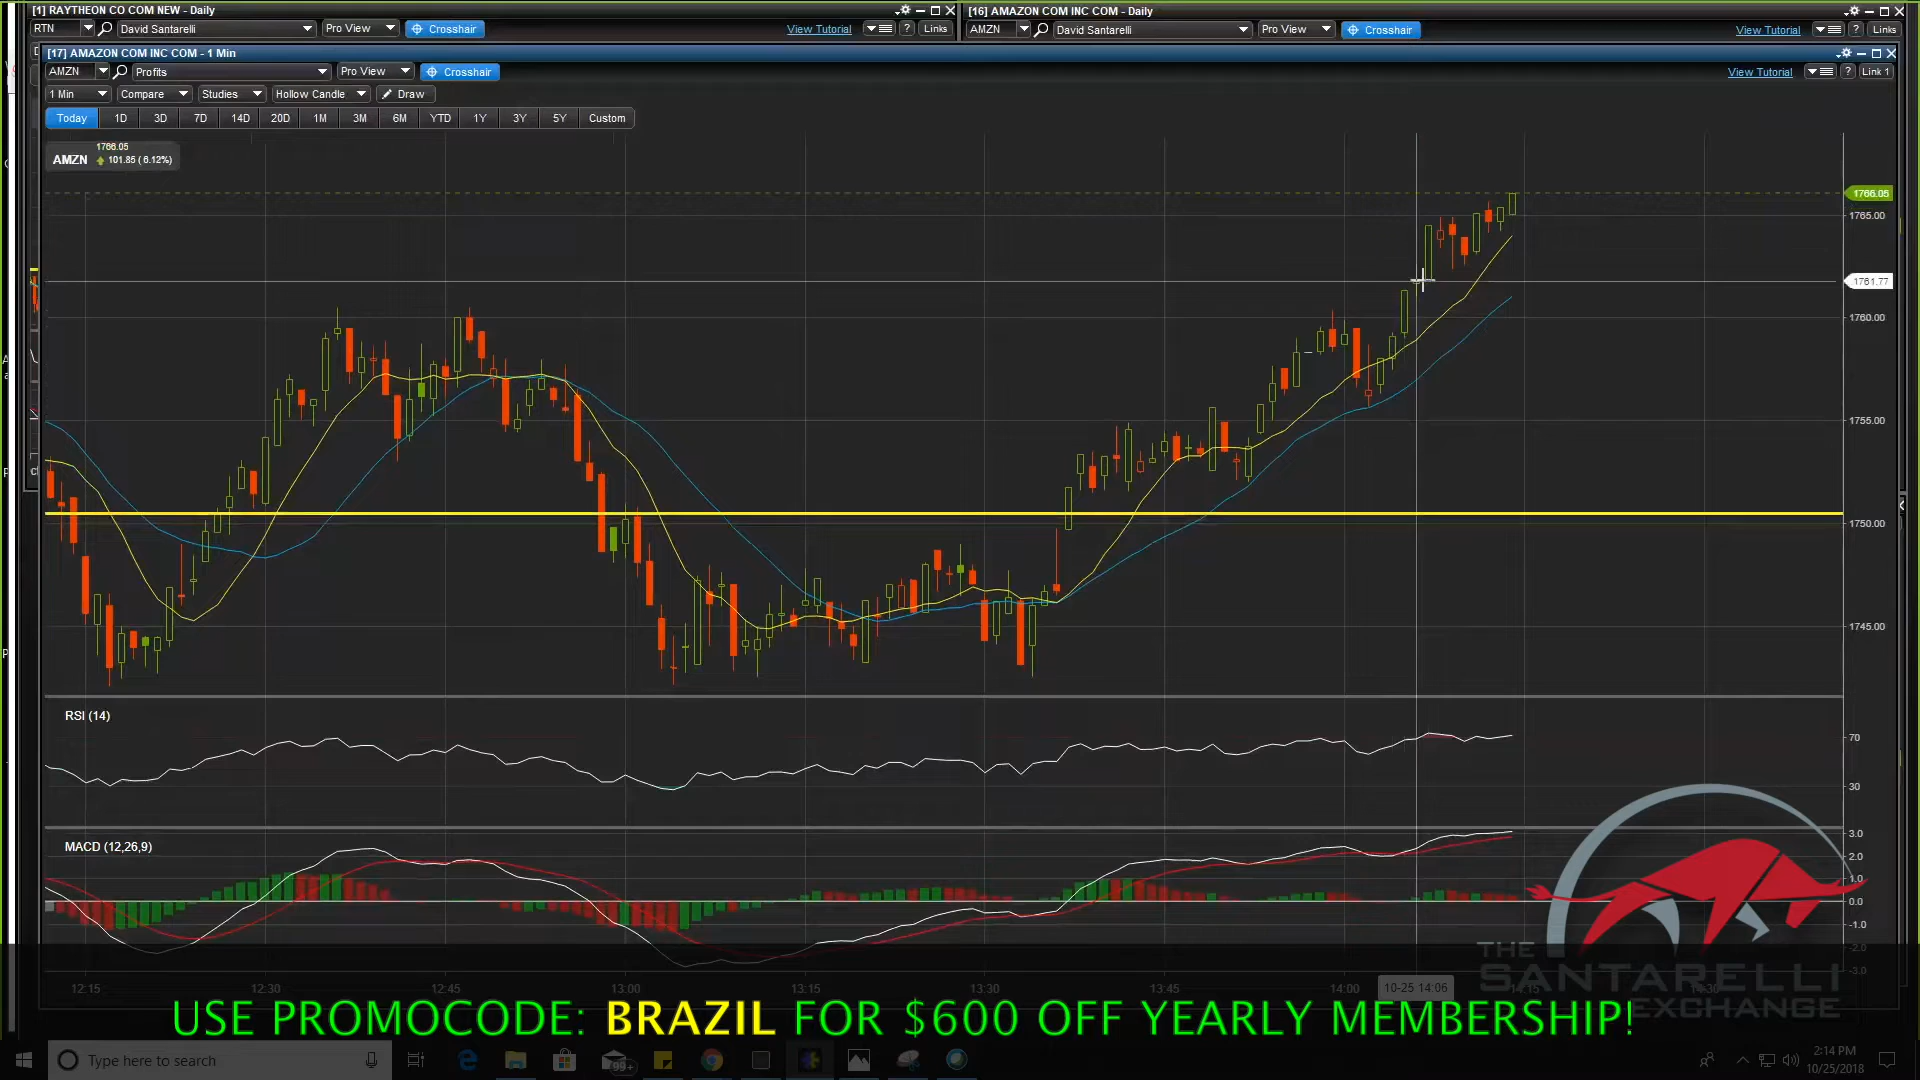 [1] RAYTHEON CO COM NEW - Daily
[16] AMAZON COM INC COM - Daily
RTN David Santarelli Pro View Crosshair View Tutorial ? Links
AMZN David Santarelli Pro View Crosshair View Tutorial ? Links
[17] AMAZON COM INC COM - 1 Min
AMZN Profits Pro View Crosshair View Tutorial ? Link 1
1 Min Compare Studies Hollow Candle Draw
Today 1D 3D 7D 14D 20D 1M 3M 6M YTD 1Y 3Y 5Y Custom
1766.05
AMZN 101.85 (6.12%)
1766.05
1765.00
1761.77
1760.00
1755.00
1750.00
1745.00
RSI (14)
70
30
MACD (12,26,9)
3.0
2.0
1.0
0.0
-1.0
-2.0
-3.0
12:15 12:30 12:45 13:00 13:15 13:30 13:45 14:00 10-25 14:06 14:15 14:30
THE
SANTARELLI
EXCHANGE
USE PROMOCODE: BRAZIL FOR $600 OFF YEARLY MEMBERSHIP!
Type here to search
99+
2:14 PM
10/25/2018